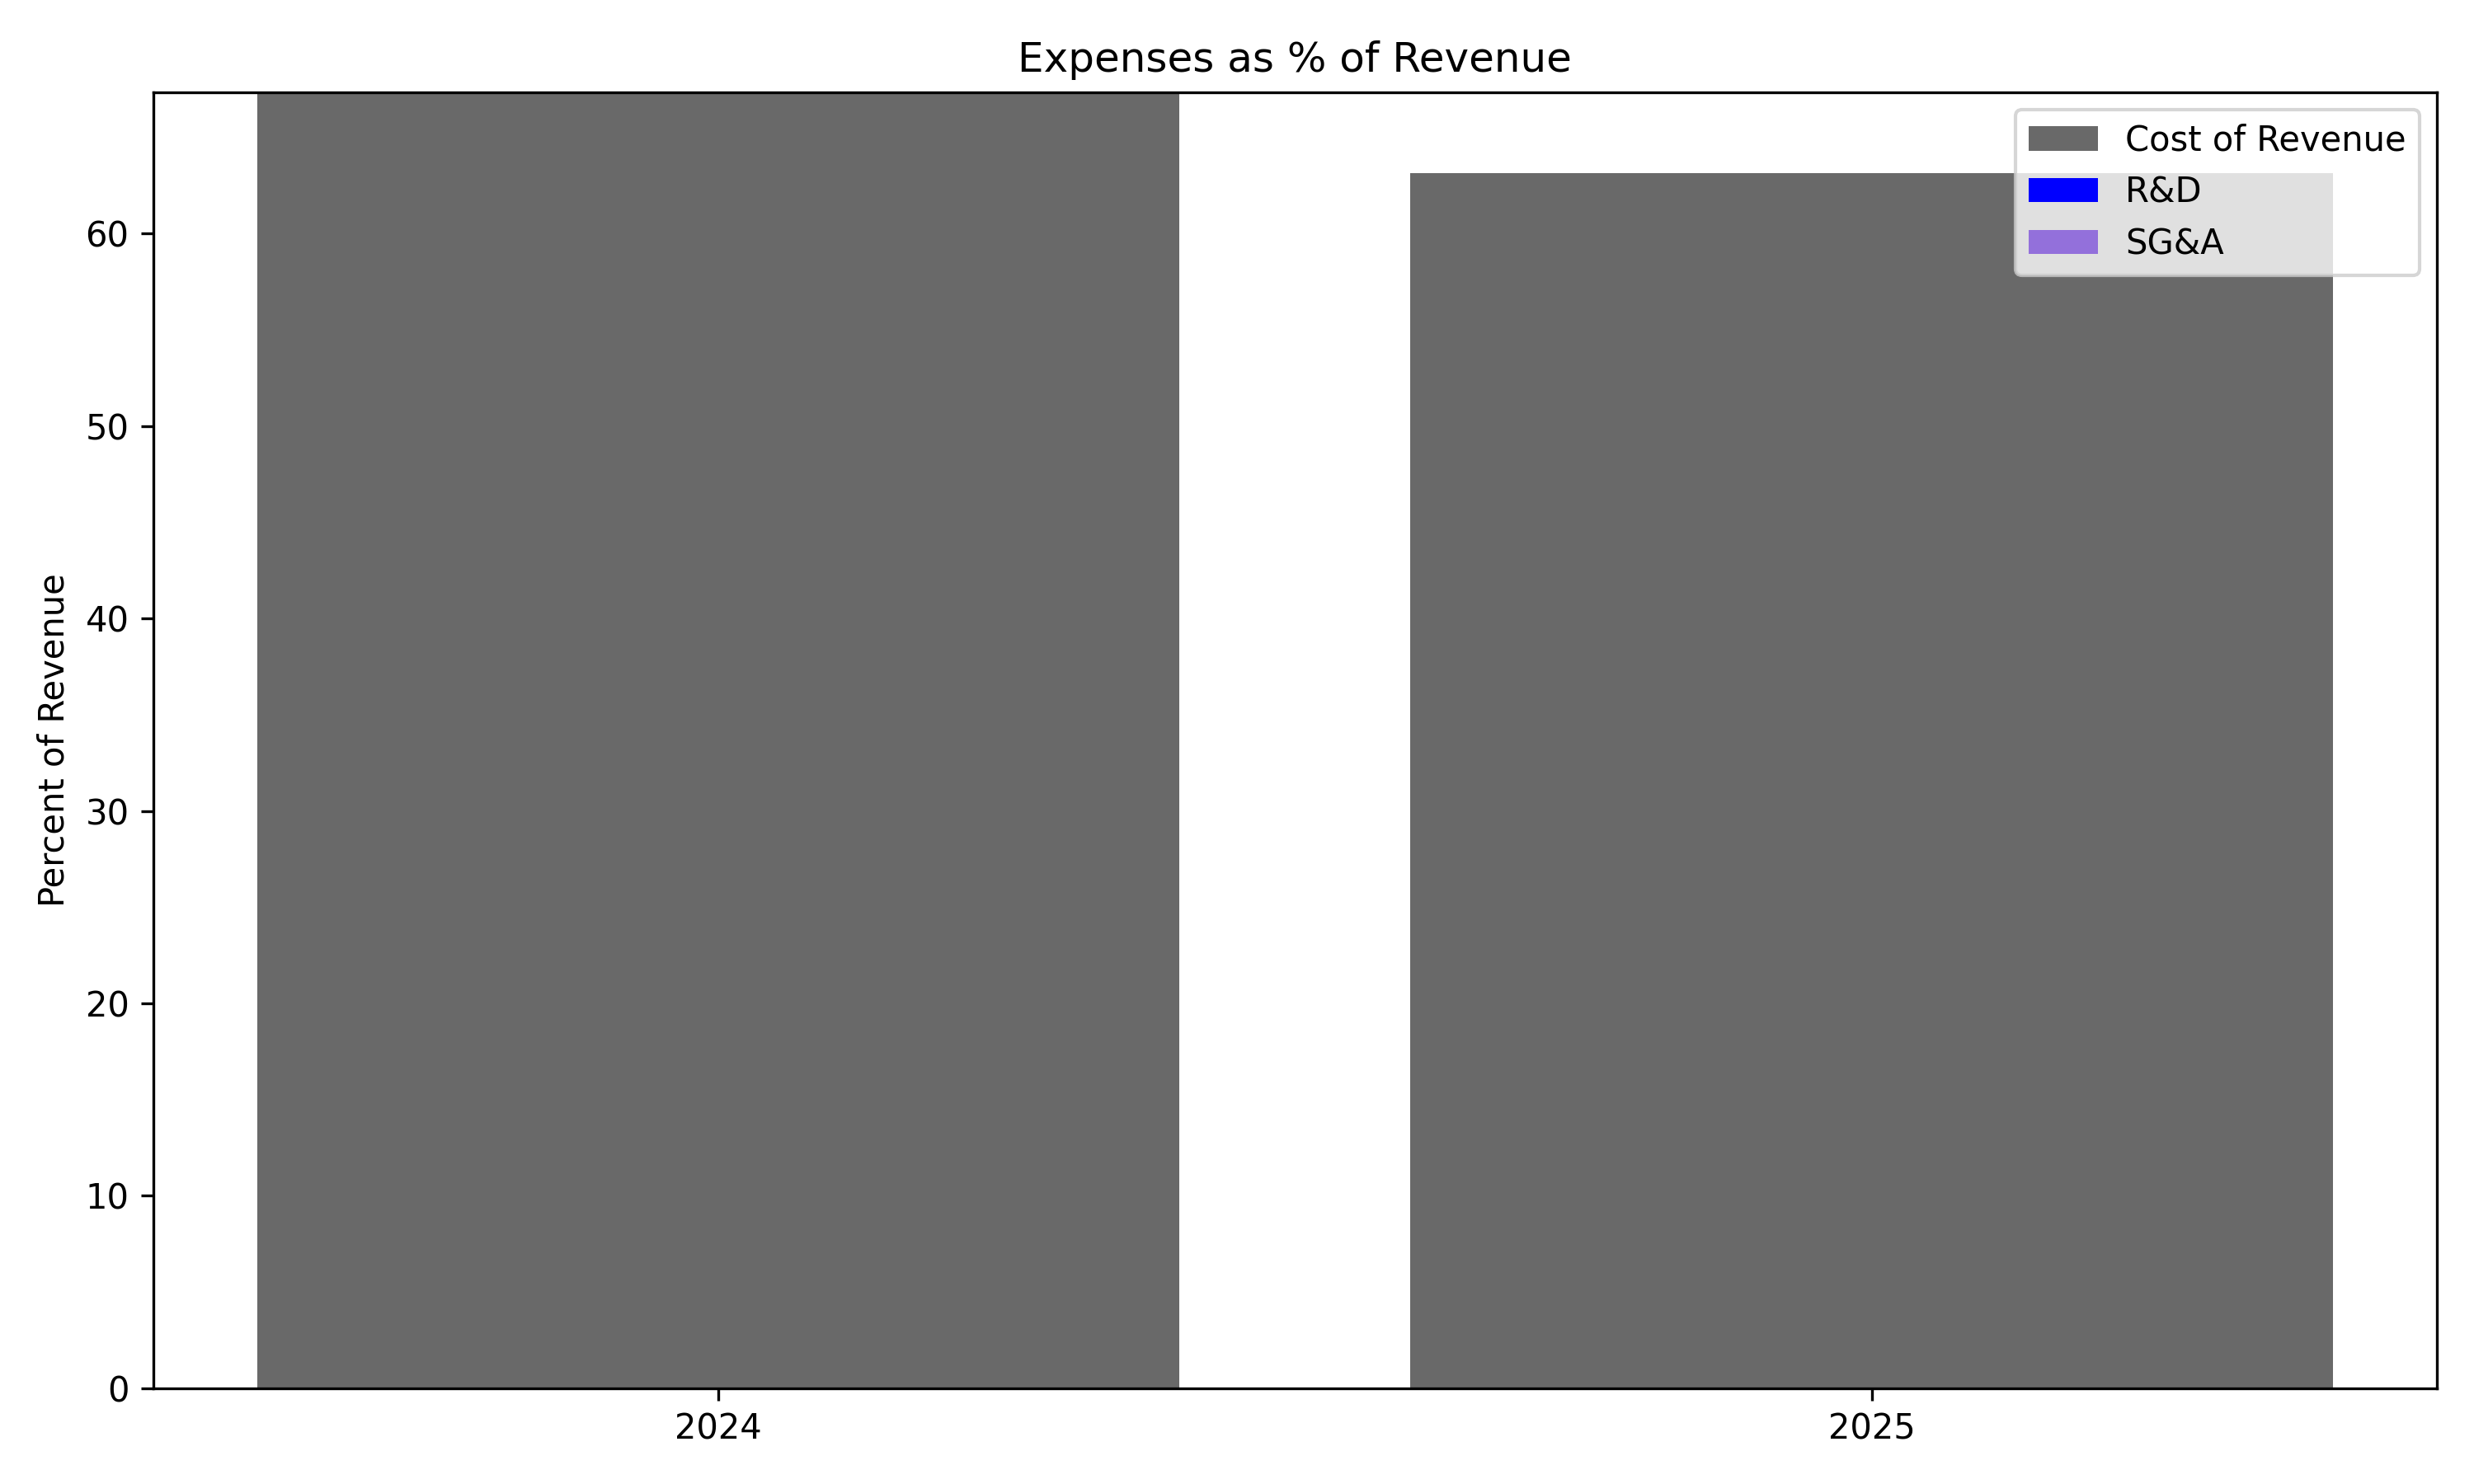 Expenses as % of Revenue
Cost of Revenue
R&D
SG&A
Percent of Revenue
60
50
40
30
20
10
0
2024
2025